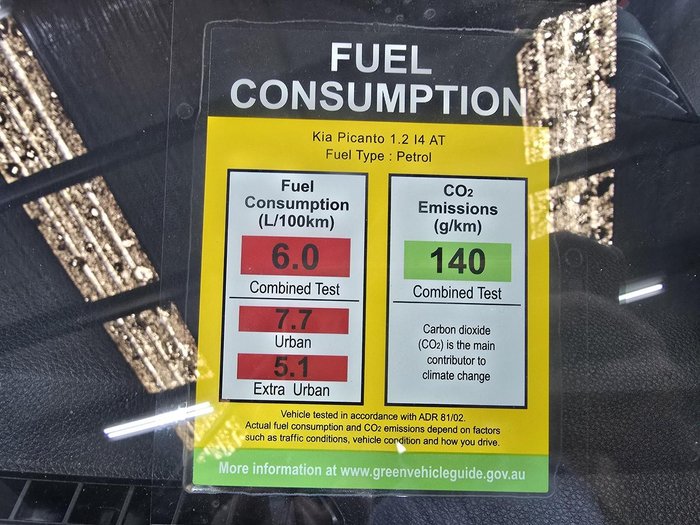 FUEL
CONSUMPTION
Kia Picanto 1.2 I4 AT
Fuel Type : Petrol
Fuel
Consumption
(L/100km)
6.0
Combined Test
7.7
Urban
5.1
Extra Urban
CO₂
Emissions
(g/km)
140
Combined Test
Carbon dioxide
(CO₂) is the main
contributor to
climate change
Vehicle tested in accordance with ADR 81/02.
Actual fuel consumption and CO₂ emissions depend on factors
such as traffic conditions, vehicle condition and how you drive.
More information at www.greenvehicleguide.gov.au